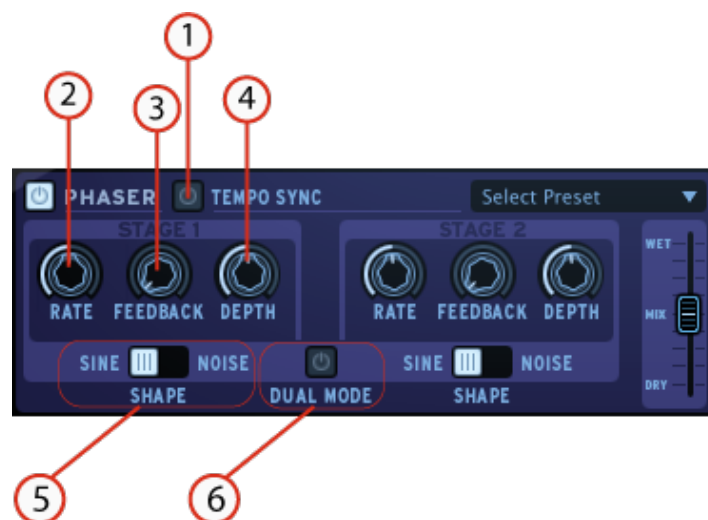 1
2
3
4
PHASER TEMPO SYNC Select Preset
STAGE 1 STAGE 2
WET
RATE FEEDBACK DEPTH RATE FEEDBACK DEPTH
MIX
SINE NOISE SINE NOISE
DRY
SHAPE DUAL MODE SHAPE
5 6